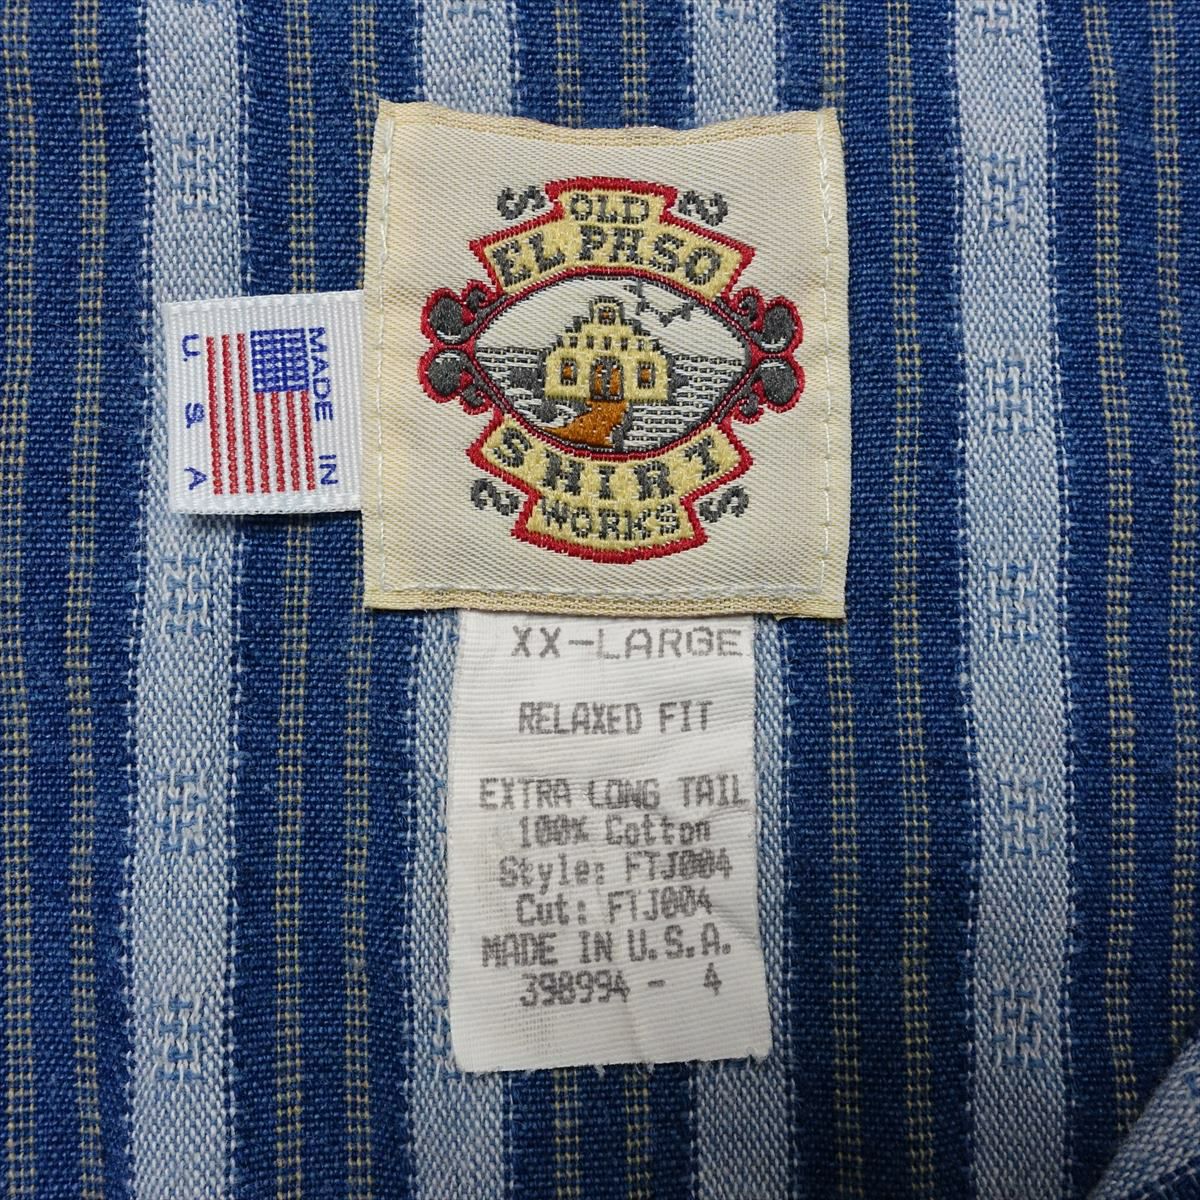 OLD
EL PASO
SHIRT
WORKS
MADE IN
U S A
XX-LARGE
RELAXED FIT
EXTRA LONG TAIL
100% Cotton
Style: FTJ004
Cut: FTJ004
MADE IN U.S.A.
398994 - 4